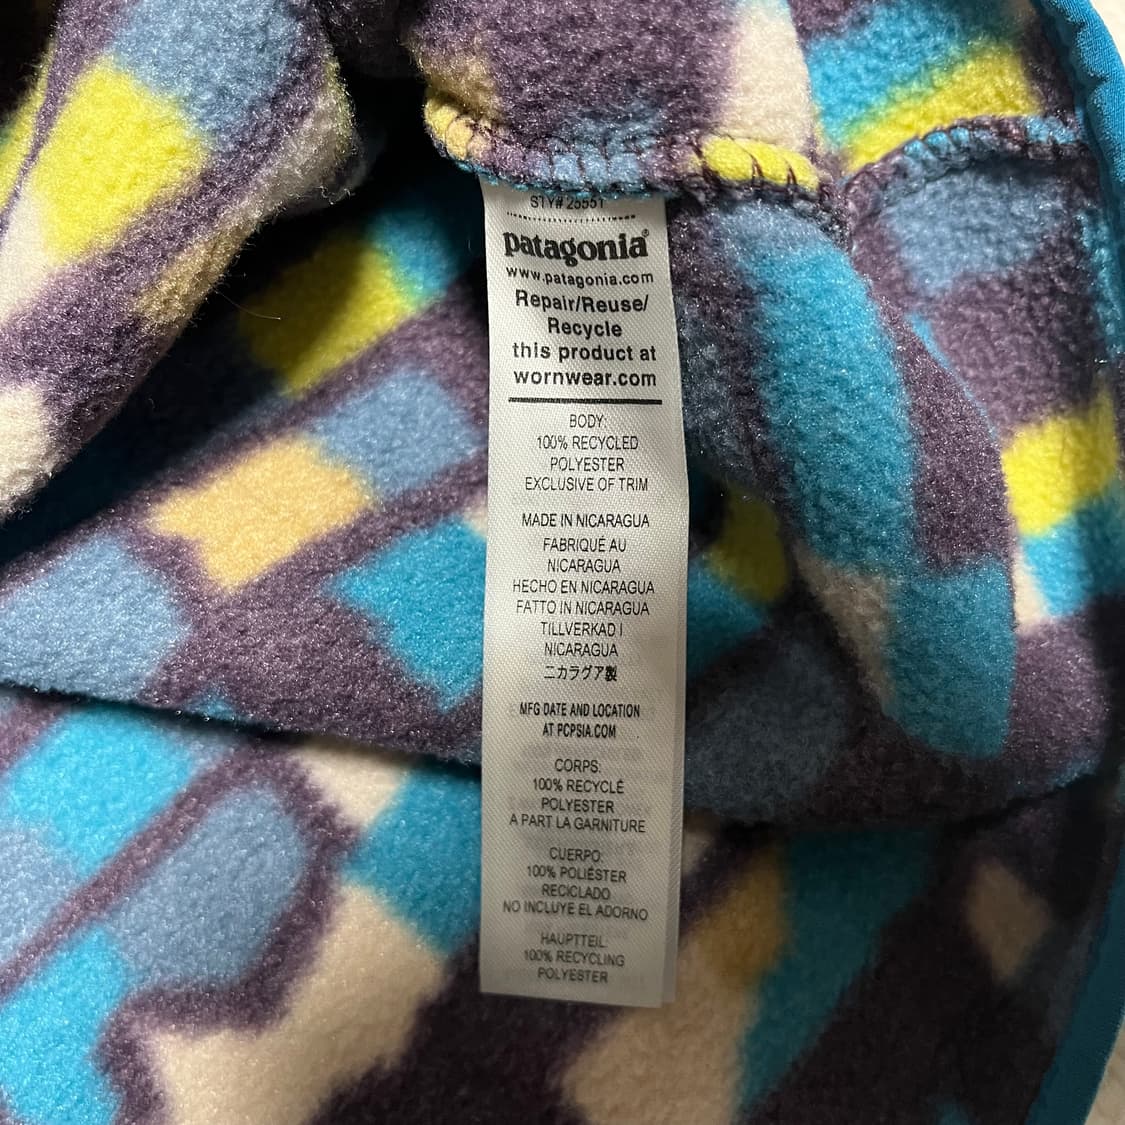 STY# 25551
patagonia®
www.patagonia.com
Repair/Reuse/
Recycle
this product at
wornwear.com
BODY:
100% RECYCLED
POLYESTER
EXCLUSIVE OF TRIM
MADE IN NICARAGUA
FABRIQUÉ AU
NICARAGUA
HECHO EN NICARAGUA
FATTO IN NICARAGUA
TILLVERKAD I
NICARAGUA
ニカラグア製
MFG DATE AND LOCATION
AT PCPSIA.COM
CORPS:
100% RECYCLÉ
POLYESTER
A PART LA GARNITURE
CUERPO:
100% POLIÉSTER
RECICLADO
NO INCLUYE EL ADORNO
HAUPTTEIL:
100% RECYCLING
POLYESTER